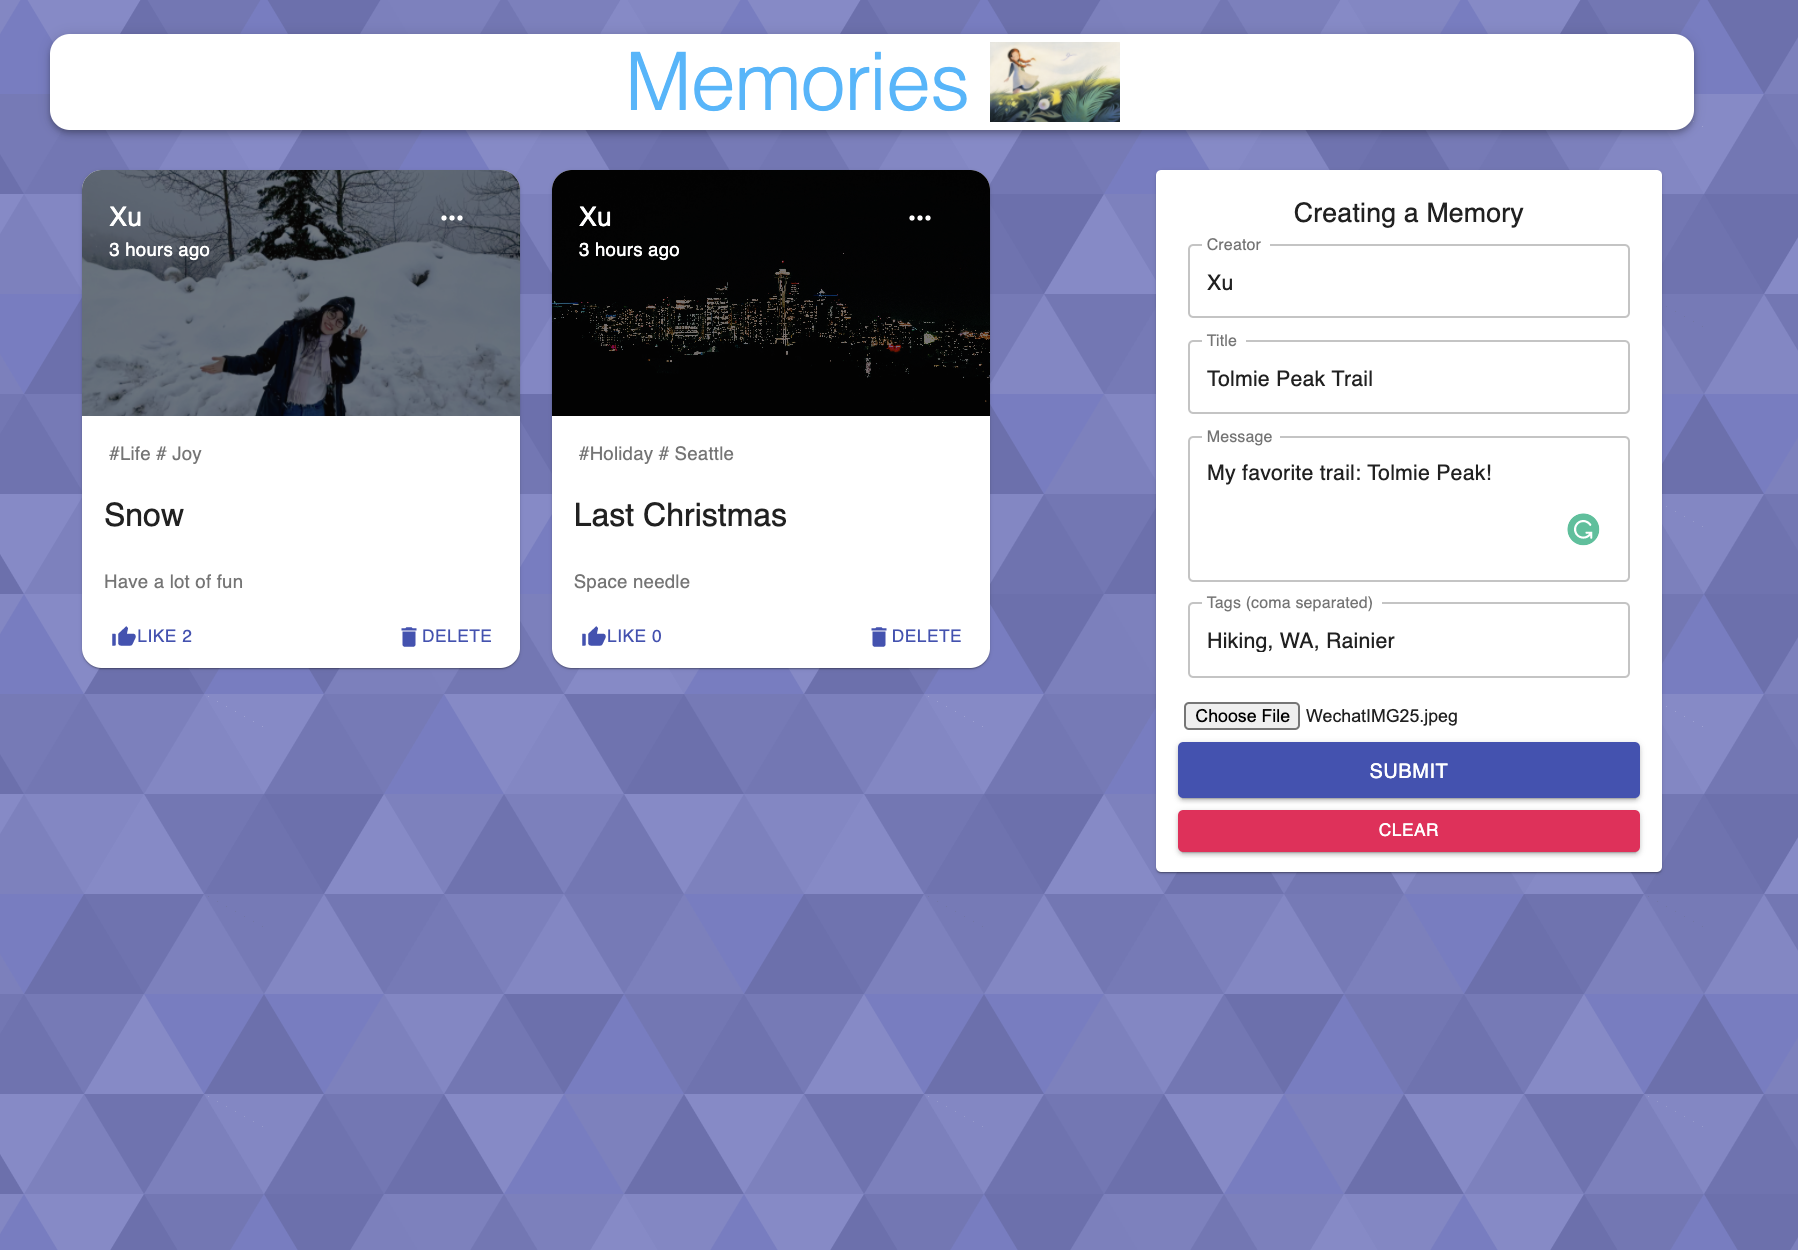 Memories
Xu
3 hours ago
#Life # Joy
Snow
Have a lot of fun
LIKE 2
DELETE
Xu
3 hours ago
#Holiday # Seattle
Last Christmas
Space needle
LIKE 0
DELETE
Creating a Memory
Creator
Xu
Title
Tolmie Peak Trail
Message
My favorite trail: Tolmie Peak!
Tags (coma separated)
Hiking, WA, Rainier
Choose File WechatIMG25.jpeg
SUBMIT
CLEAR